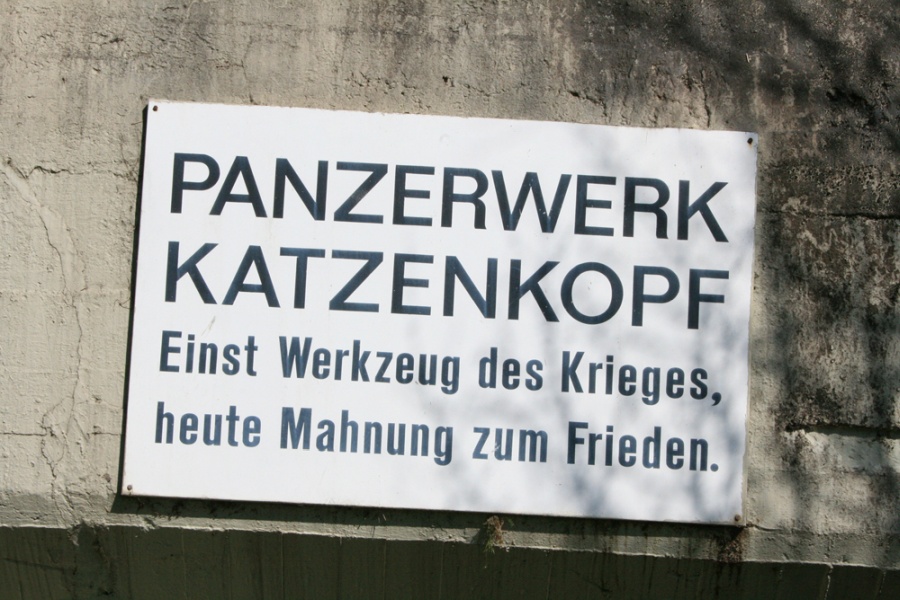 PANZERWERK
KATZENKOPF
Einst Werkzeug des Krieges,
heute Mahnung zum Frieden.